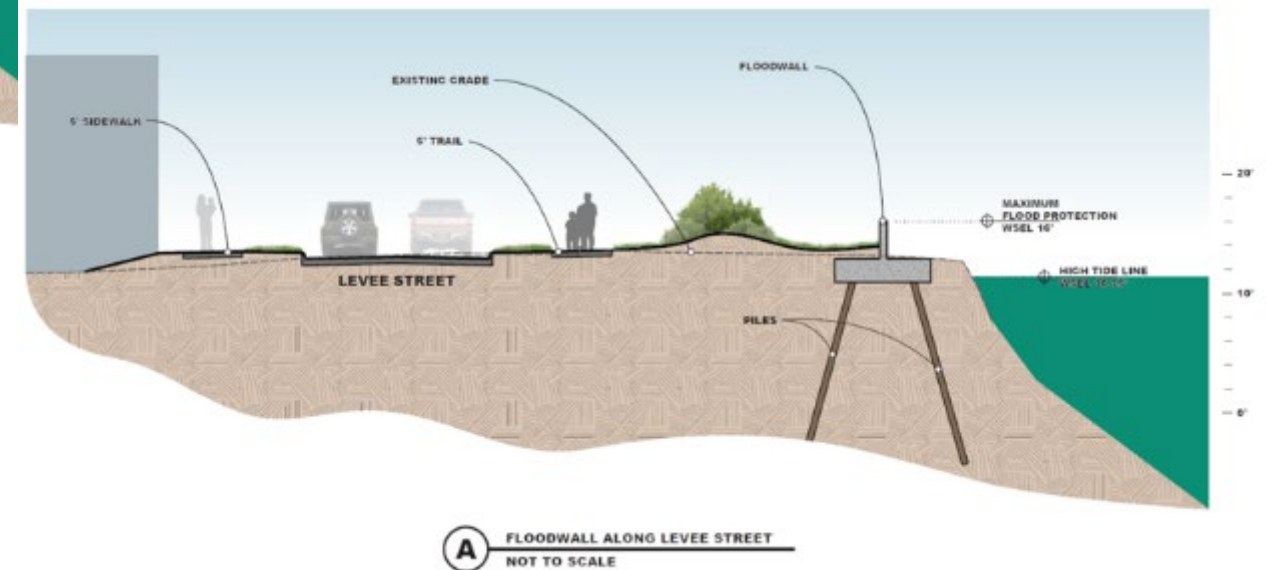 FLOODWALL
EXISTING GRADE
5' SIDEWALK
TRAIL
20'
MAXIMUM
FLOOD PROTECTION
WSEL 16'
HIGH TIDE LINE
WSEL
LEVEE STREET
10'
PILES
0'
A
FLOODWALL ALONG LEVEE STREET
NOT TO SCALE